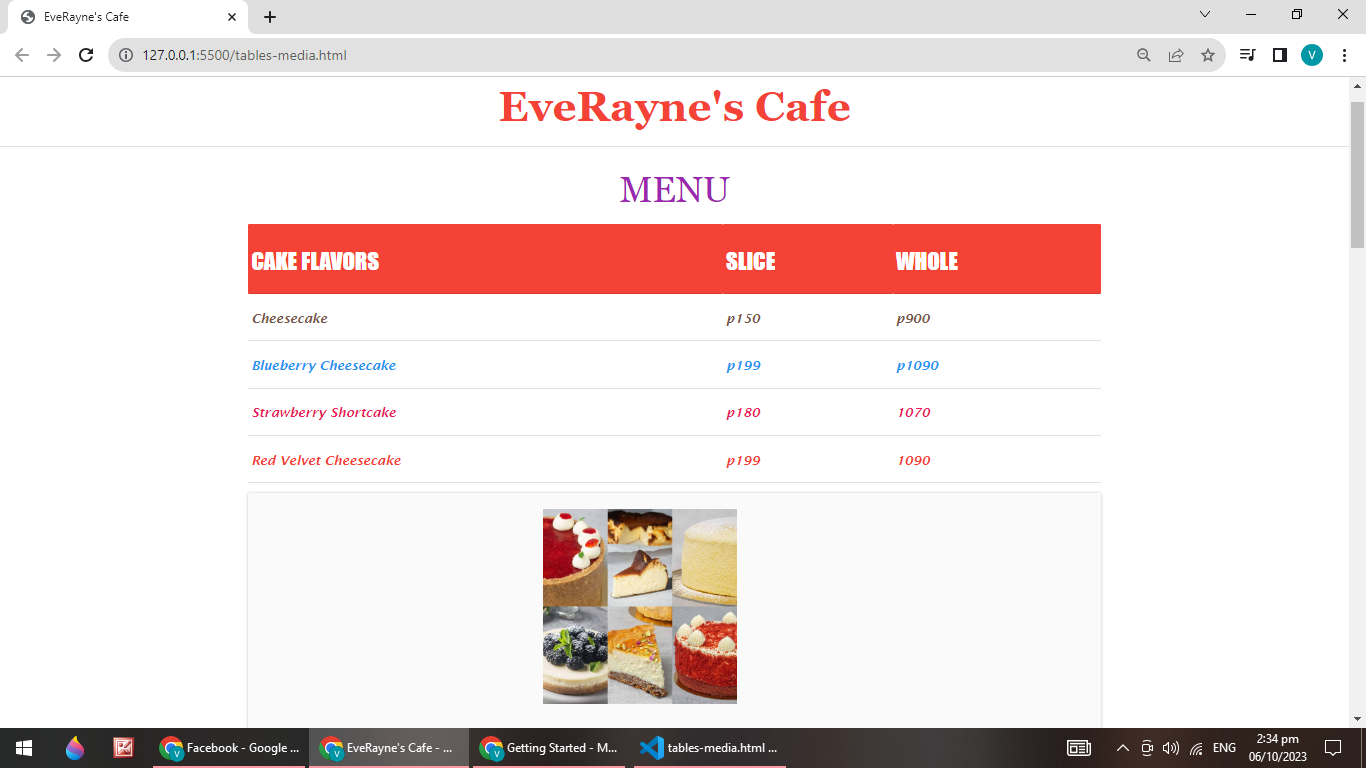 EveRayne's Cafe
127.0.0.1:5500/tables-media.html
V
EveRayne's Cafe
MENU
CAKE FLAVORS SLICE WHOLE
Cheesecake p150 p900
Blueberry Cheesecake p199 p1090
Strawberry Shortcake p180 1070
Red Velvet Cheesecake p199 1090
V Facebook - Google ... V EveRayne's Cafe - ... V Getting Started - M... tables-media.html ... ENG 2:34 pm
06/10/2023